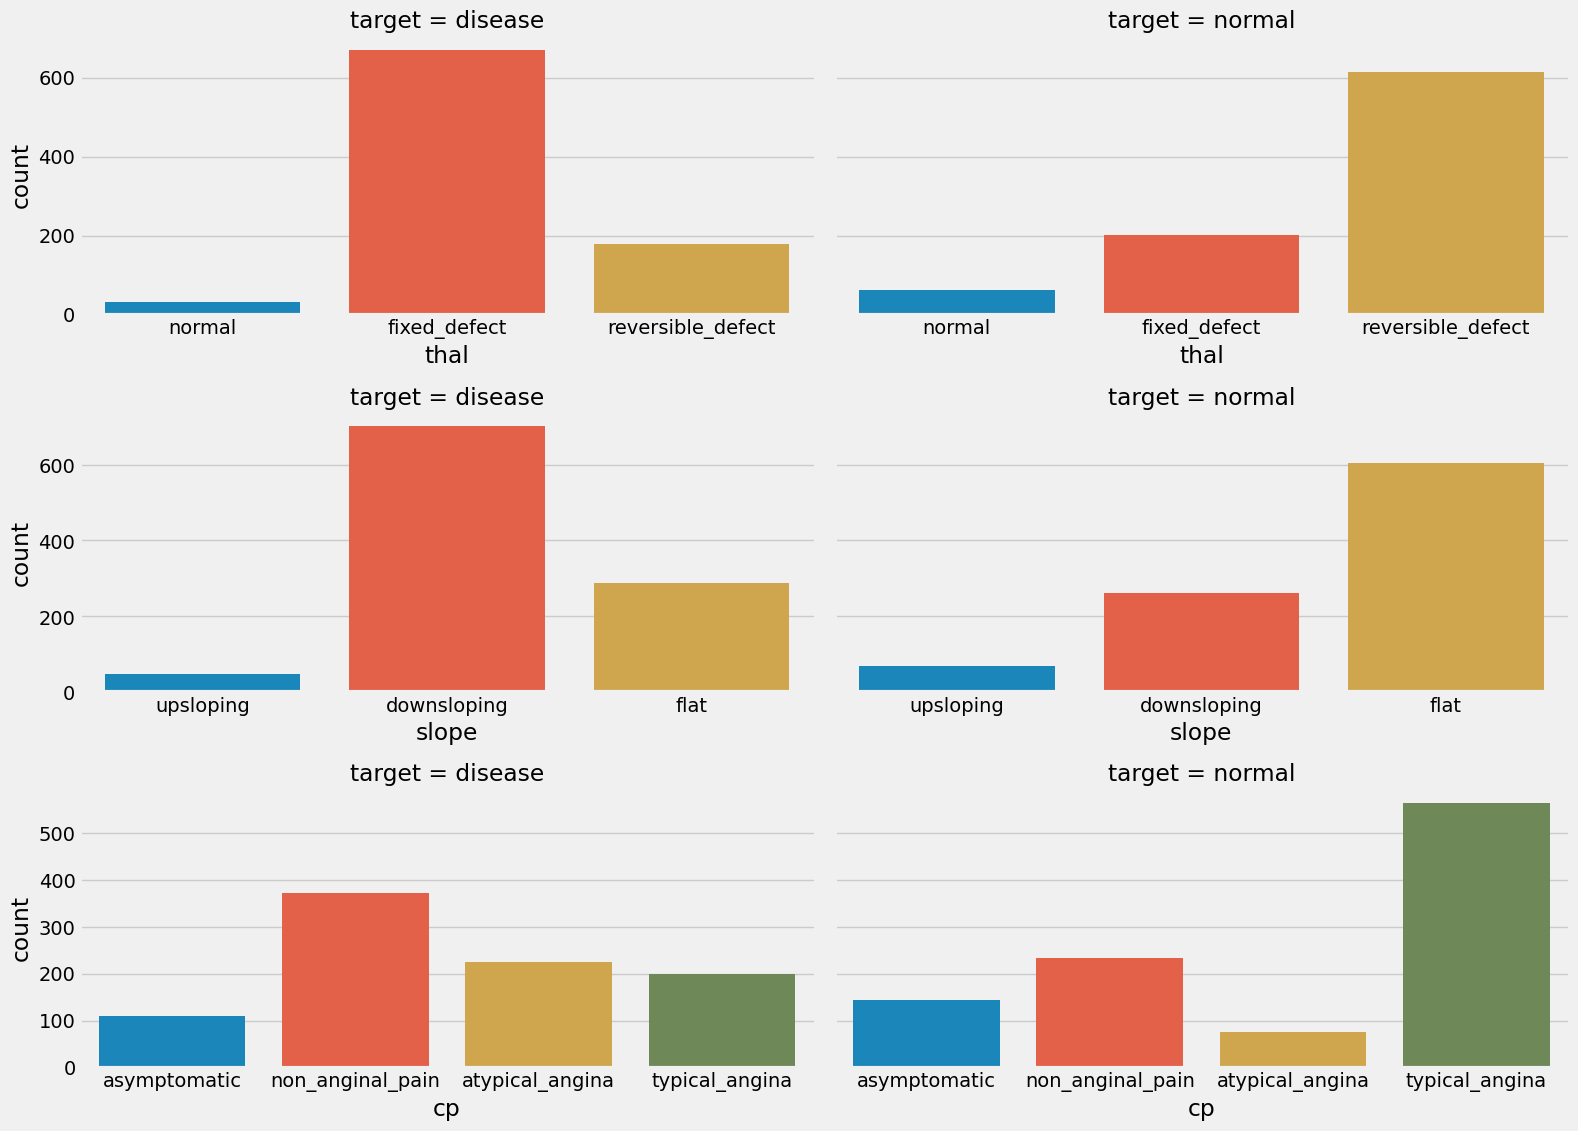 target = disease
target = normal
600
400
200
0
count
normal fixed_defect reversible_defect
thal
normal fixed_defect reversible_defect
thal
target = disease
target = normal
600
400
200
0
count
upsloping downsloping flat
slope
upsloping downsloping flat
slope
target = disease
target = normal
500
400
300
200
100
0
count
asymptomatic non_anginal_pain atypical_angina typical_angina
cp
asymptomatic non_anginal_pain atypical_angina typical_angina
cp